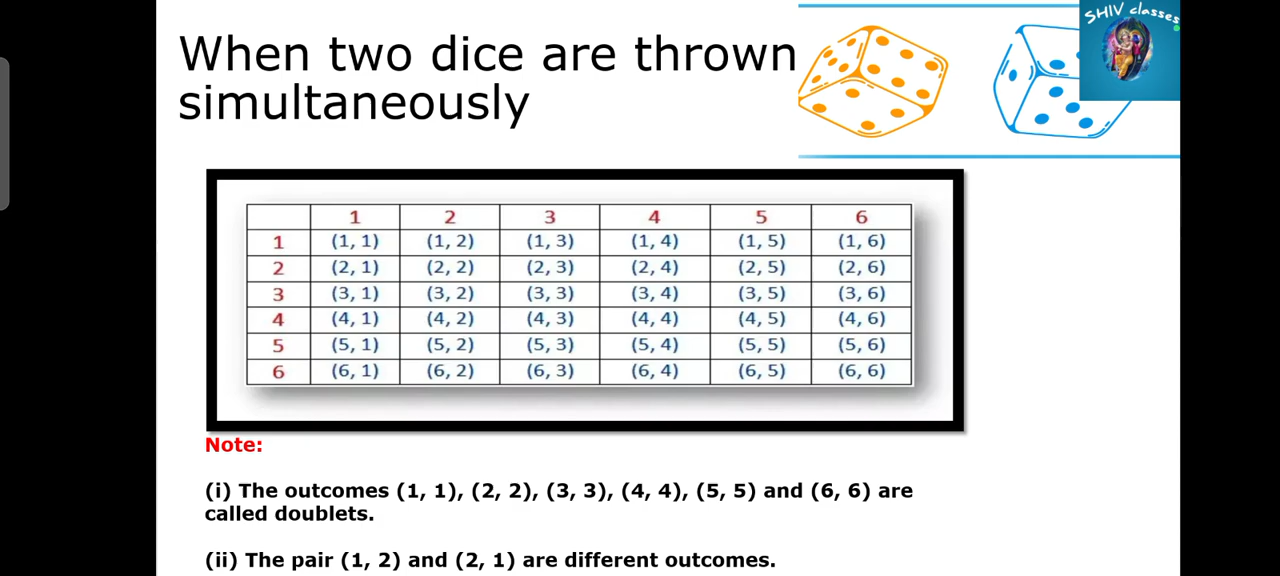 SHIV classes
When two dice are thrown
simultaneously
1 2 3 4 5 6
1 (1, 1) (1, 2) (1, 3) (1, 4) (1, 5) (1, 6)
2 (2, 1) (2, 2) (2, 3) (2, 4) (2, 5) (2, 6)
3 (3, 1) (3, 2) (3, 3) (3, 4) (3, 5) (3, 6)
4 (4, 1) (4, 2) (4, 3) (4, 4) (4, 5) (4, 6)
5 (5, 1) (5, 2) (5, 3) (5, 4) (5, 5) (5, 6)
6 (6, 1) (6, 2) (6, 3) (6, 4) (6, 5) (6, 6)
Note:
(i) The outcomes (1, 1), (2, 2), (3, 3), (4, 4), (5, 5) and (6, 6) are
called doublets.
(ii) The pair (1, 2) and (2, 1) are different outcomes.